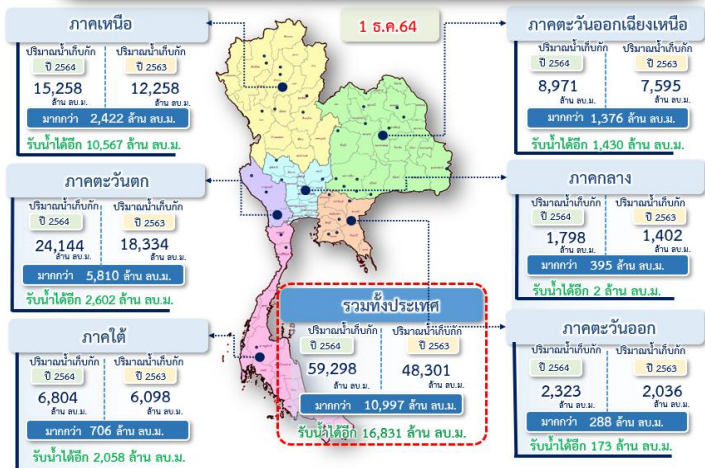 1 ธ.ค.64
ภาคเหนือ
ปริมาณน้ำเก็บกัก ปริมาณน้ำเก็บกัก
ปี 2564 ปี 2563
15,258 12,258
ล้าน ลบ.ม. ล้าน ลบ.ม.
มากกว่า 2,422 ล้าน ลบ.ม.
รับน้ำได้อีก 10,567 ล้าน ลบ.ม.
ภาคตะวันออกเฉียงเหนือ
ปริมาณน้ำเก็บกัก ปริมาณน้ำเก็บกัก
ปี 2564 ปี 2563
8,971 7,595
ล้าน ลบ.ม. ล้าน ลบ.ม.
มากกว่า 1,376 ล้าน ลบ.ม.
รับน้ำได้อีก 1,430 ล้าน ลบ.ม.
ภาคตะวันตก
ปริมาณน้ำเก็บกัก ปริมาณน้ำเก็บกัก
ปี 2564 ปี 2563
24,144 18,334
ล้าน ลบ.ม. ล้าน ลบ.ม.
มากกว่า 5,810 ล้าน ลบ.ม.
รับน้ำได้อีก 2,602 ล้าน ลบ.ม.
ภาคกลาง
ปริมาณน้ำเก็บกัก ปริมาณน้ำเก็บกัก
ปี 2564 ปี 2563
1,798 1,402
ล้าน ลบ.ม. ล้าน ลบ.ม.
มากกว่า 395 ล้าน ลบ.ม.
รับน้ำได้อีก 2 ล้าน ลบ.ม.
ภาคใต้
ปริมาณน้ำเก็บกัก ปริมาณน้ำเก็บกัก
ปี 2564 ปี 2563
6,804 6,098
ล้าน ลบ.ม. ล้าน ลบ.ม.
มากกว่า 706 ล้าน ลบ.ม.
รับน้ำได้อีก 2,058 ล้าน ลบ.ม.
รวมทั้งประเทศ
ปริมาณน้ำเก็บกัก ปริมาณน้ำเก็บกัก
ปี 2564 ปี 2563
59,298 48,301
ล้าน ลบ.ม. ล้าน ลบ.ม.
มากกว่า 10,997 ล้าน ลบ.ม.
รับน้ำได้อีก 16,831 ล้าน ลบ.ม.
ภาคตะวันออก
ปริมาณน้ำเก็บกัก ปริมาณน้ำเก็บกัก
ปี 2564 ปี 2563
2,323 2,036
ล้าน ลบ.ม. ล้าน ลบ.ม.
มากกว่า 288 ล้าน ลบ.ม.
รับน้ำได้อีก 173 ล้าน ลบ.ม.